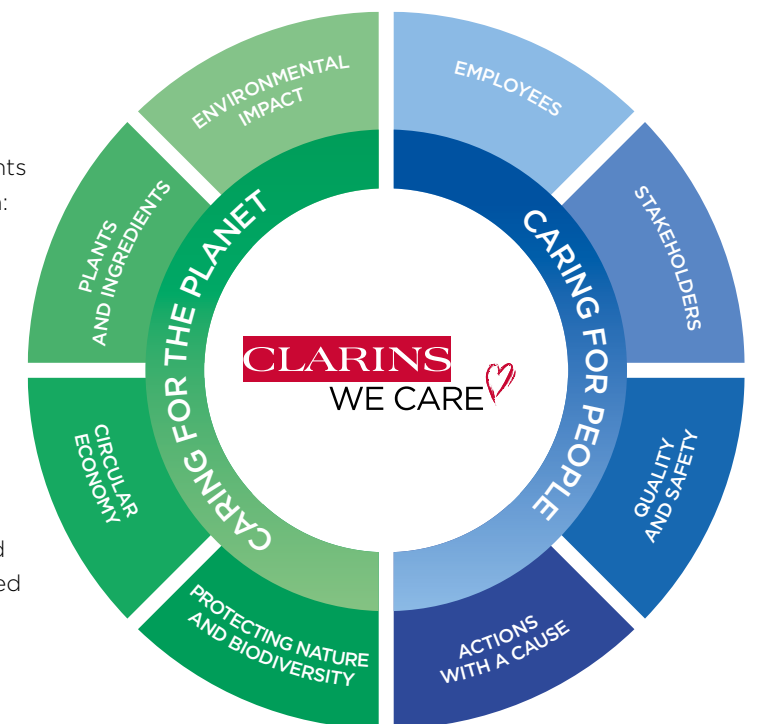 ENVIRONMENTAL
IMPACT
EMPLOYEES
PLANTS
AND INGREDIENTS
STAKEHOLDERS
CARING FOR THE PLANET
CARING FOR PEOPLE
CLARINS
WE CARE
CIRCULAR
ECONOMY
QUALITY
AND SAFETY
PROTECTING NATURE
AND BIODIVERSITY
ACTIONS
WITH A CAUSE